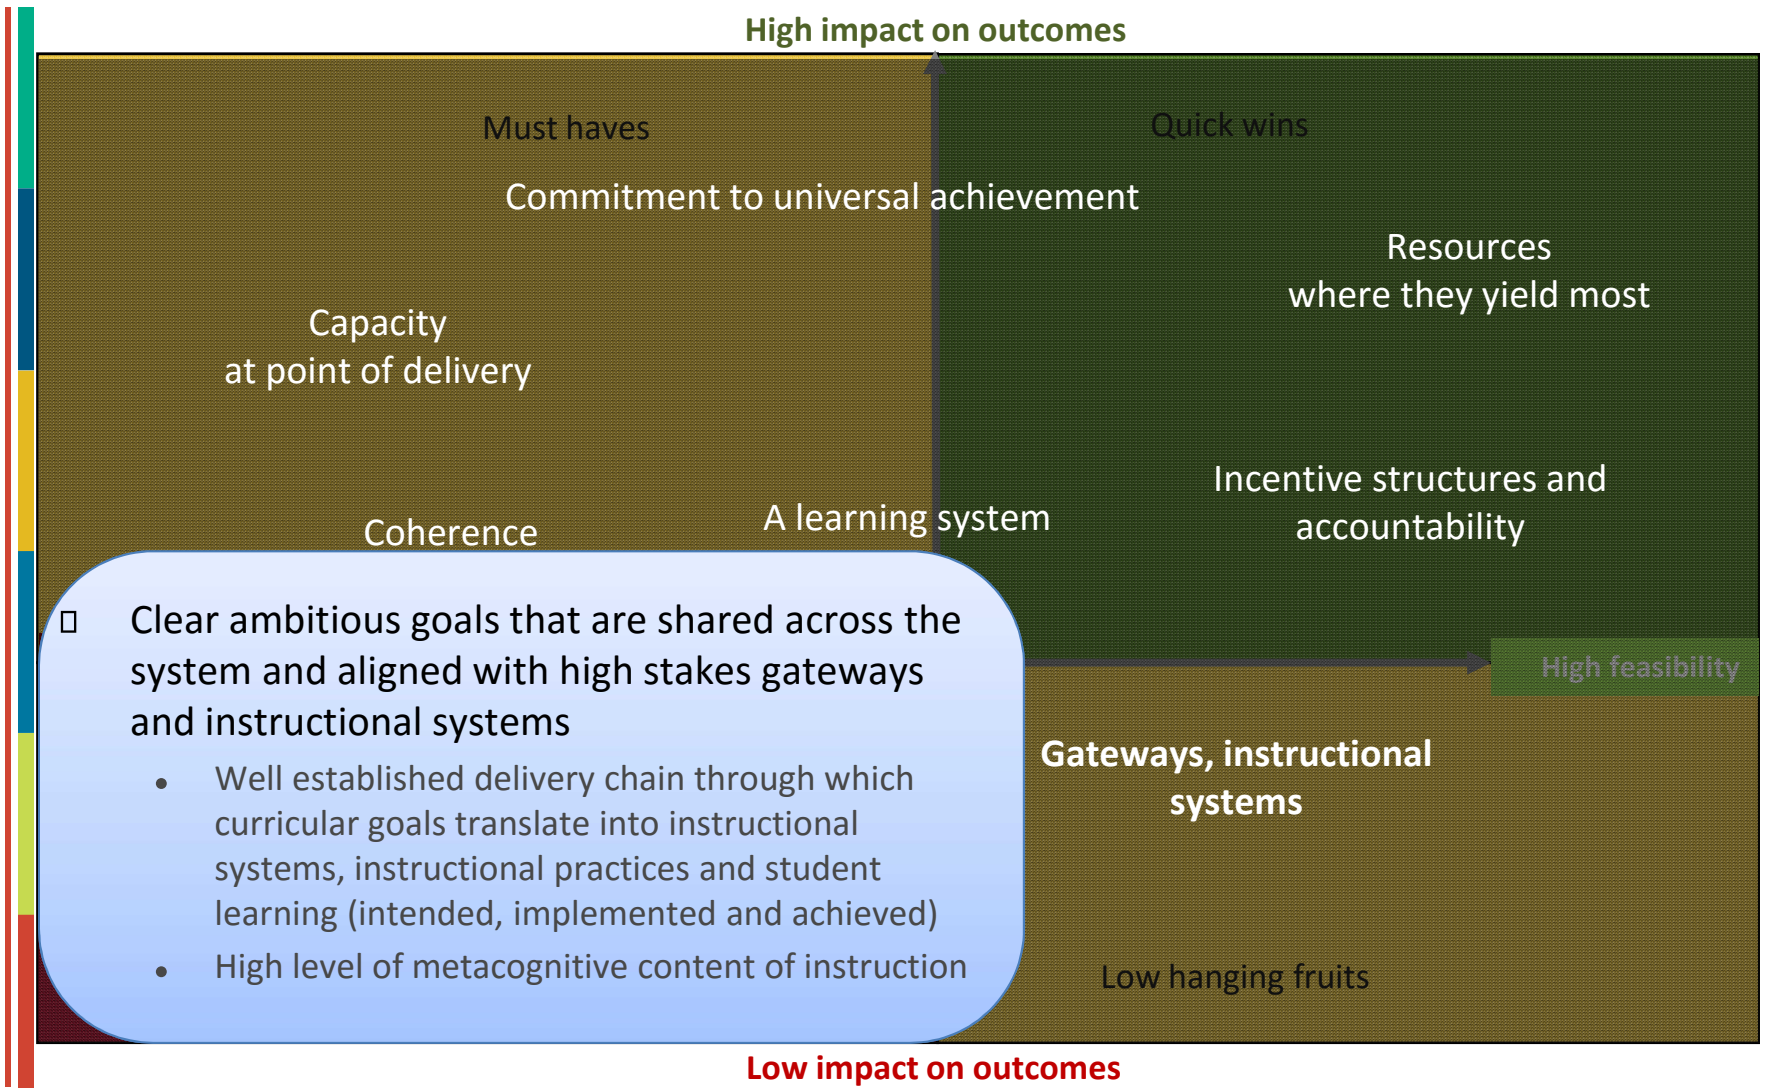 High impact on outcomes
Must haves
Quick wins
Commitment to universal achievement
Resources
where they yield most
Capacity
at point of delivery
Incentive structures and
accountability
A learning system
Coherence
Clear ambitious goals that are shared across the
system and aligned with high stakes gateways
and instructional systems
• Well established delivery chain through which
curricular goals translate into instructional
systems, instructional practices and student
learning (intended, implemented and achieved)
• High level of metacognitive content of instruction
High feasibility
Gateways, instructional
systems
Low hanging fruits
Low impact on outcomes